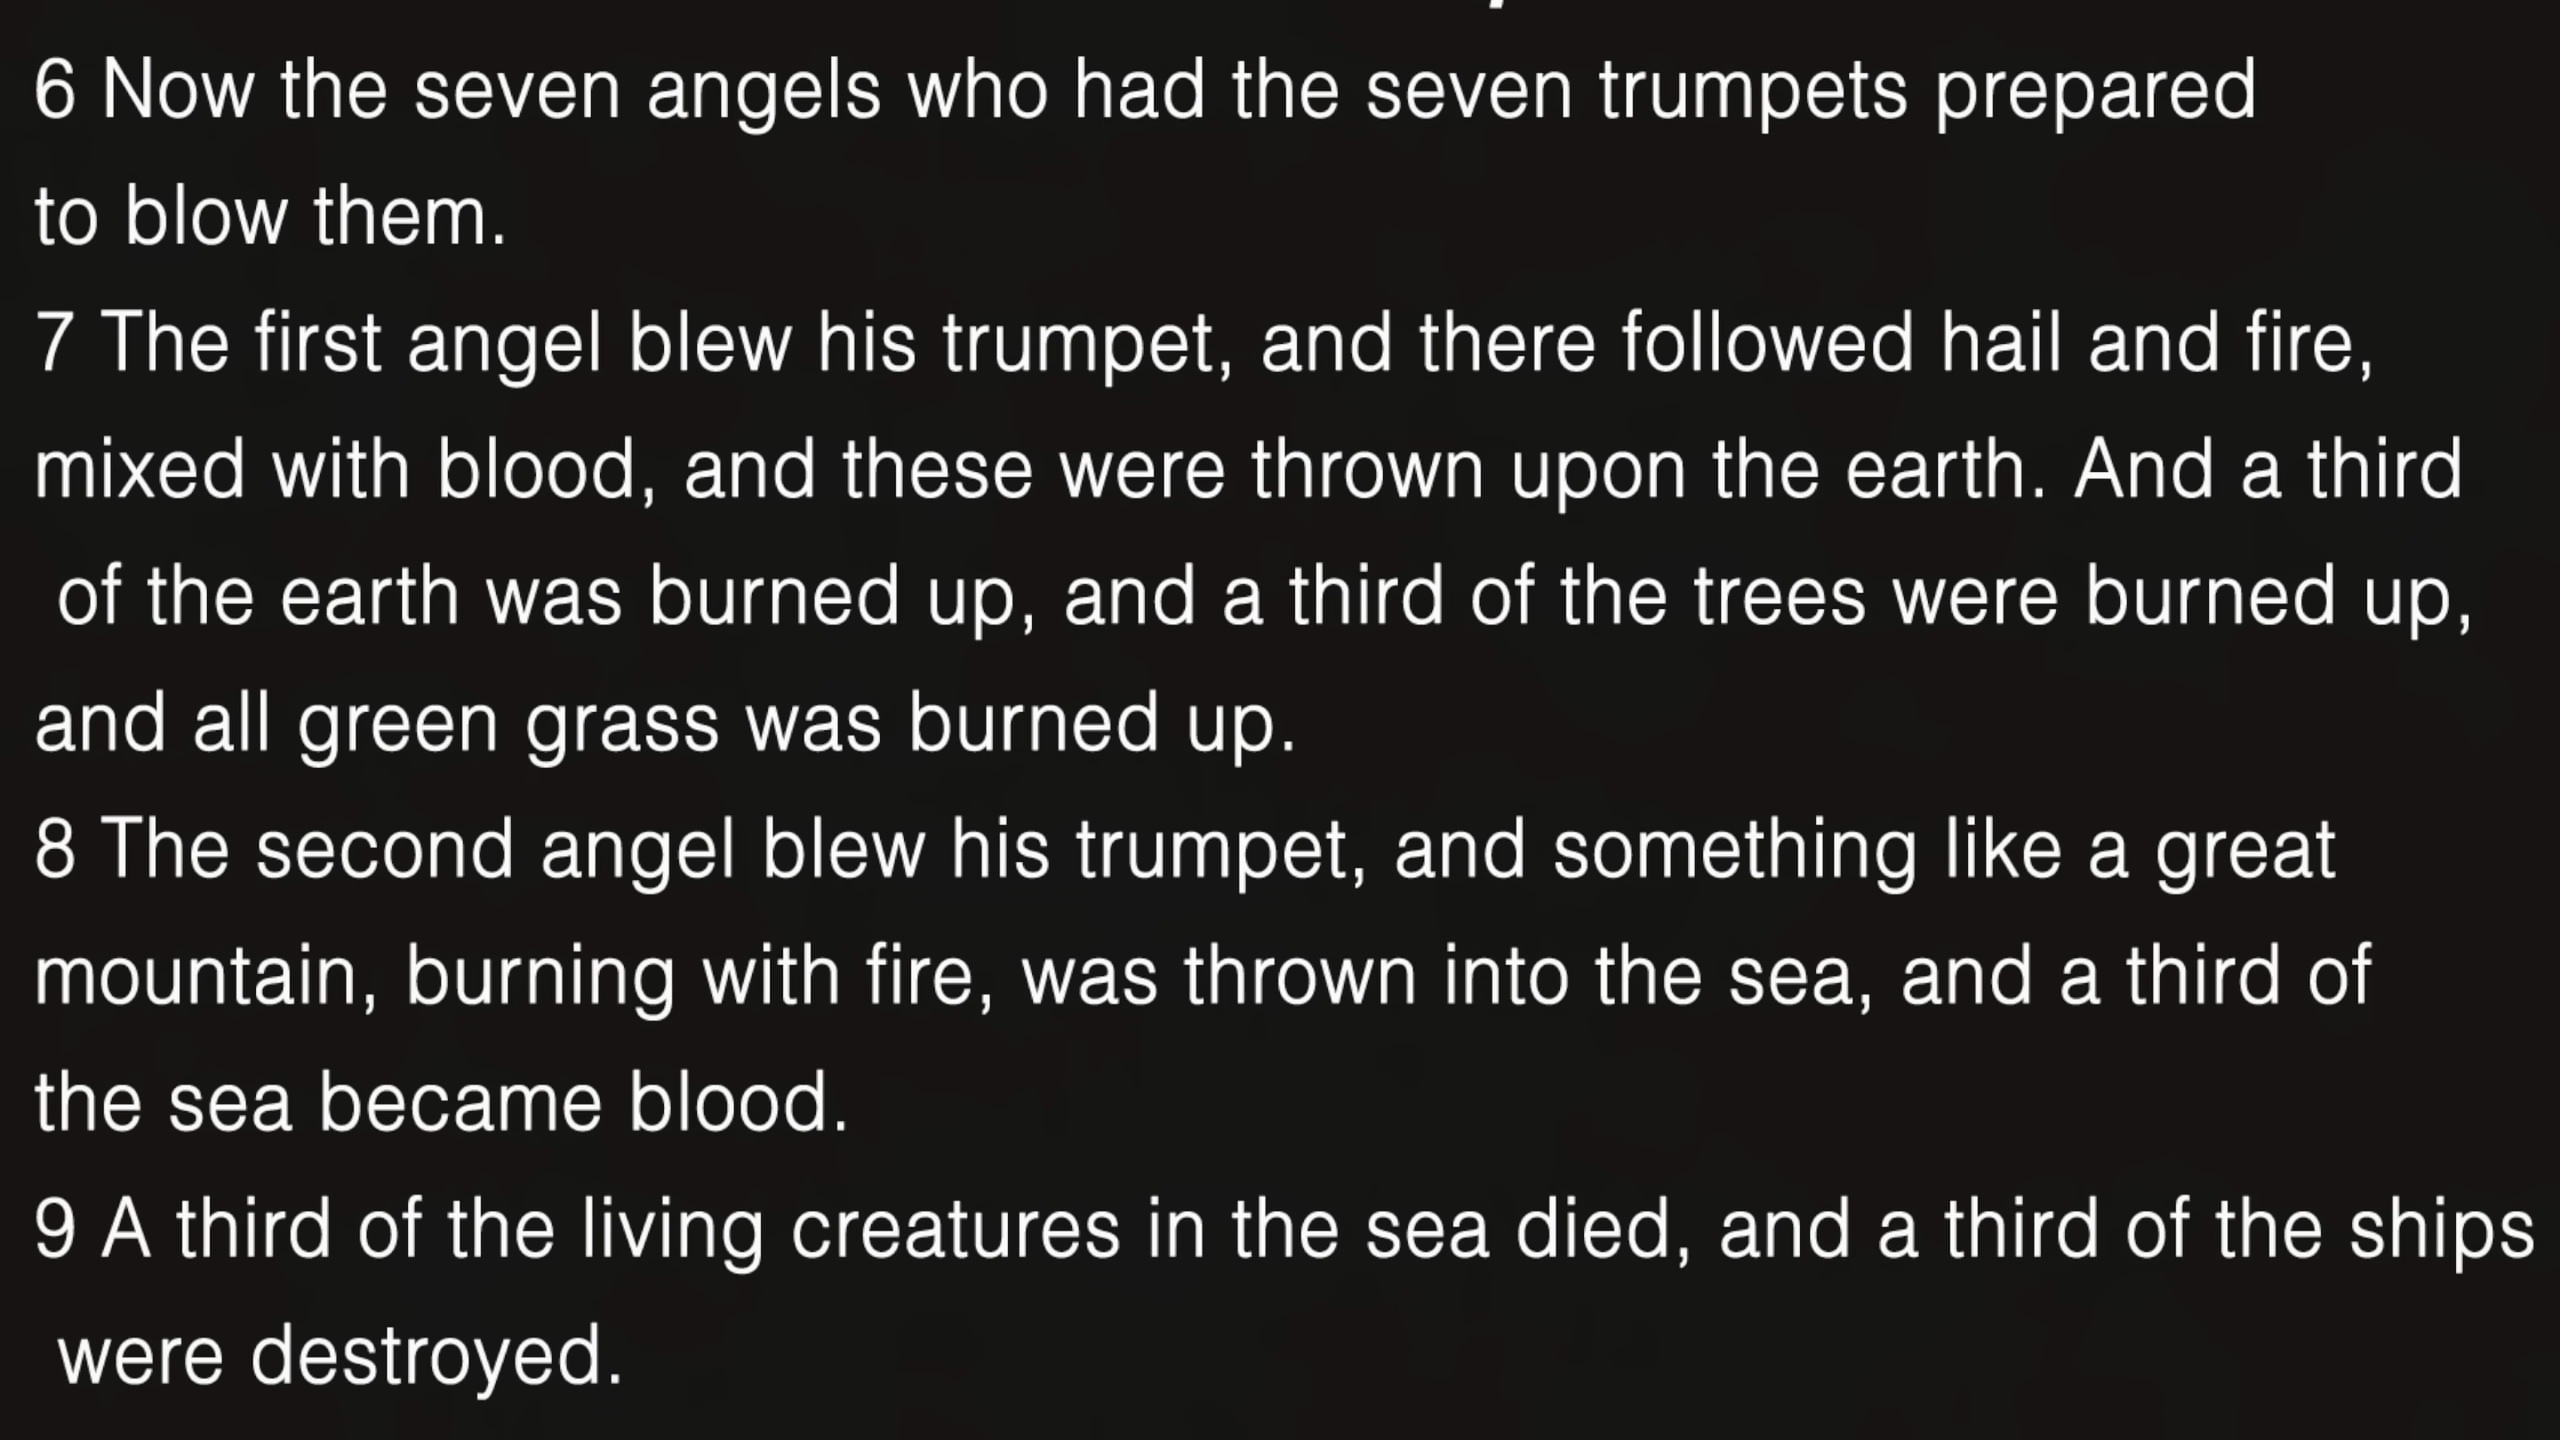 6 Now the seven angels who had the seven trumpets prepared
to blow them.
7 The first angel blew his trumpet, and there followed hail and fire,
mixed with blood, and these were thrown upon the earth. And a third
of the earth was burned up, and a third of the trees were burned up,
and all green grass was burned up.
8 The second angel blew his trumpet, and something like a great
mountain, burning with fire, was thrown into the sea, and a third of
the sea became blood.
9 A third of the living creatures in the sea died, and a third of the ships
were destroyed.